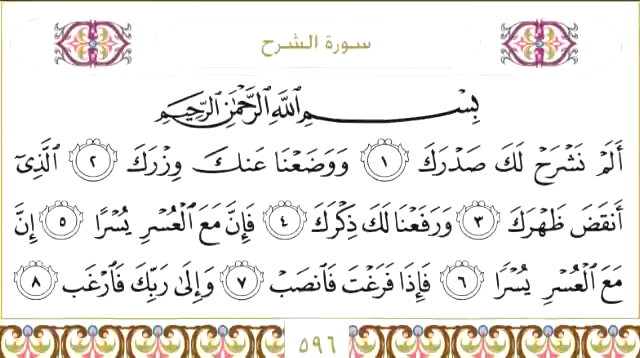 سورة الشرح
بِسْمِ ٱللَّهِ ٱلرَّحْمَٰنِ ٱلرَّحِيمِ
أَلَمْ نَشْرَحْ لَكَ صَدْرَكَ ١ وَوَضَعْنَا عَنكَ وِزْرَكَ ٢ ٱلَّذِىٓ
أَنقَضَ ظَهْرَكَ ٣ وَرَفَعْنَا لَكَ ذِكْرَكَ ٤ فَإِنَّ مَعَ ٱلْعُسْرِ يُسْرًا ٥ إِنَّ
مَعَ ٱلْعُسْرِ يُسْرًا ٦ فَإِذَا فَرَغْتَ فَٱنصَبْ ٧ وَإِلَىٰ رَبِّكَ فَٱرْغَب ٨
٥٩٦